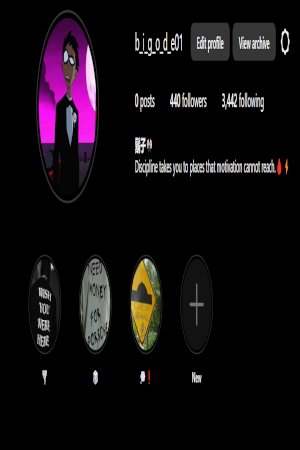 b_i_g_o_d_e01 Edit profile View archive
0 posts 440 followers 3,442 following
Discipline takes you to places that motivation cannot reach.
WISH YOU WERE HERE
NEED MONEY FOR PORSCHE
New